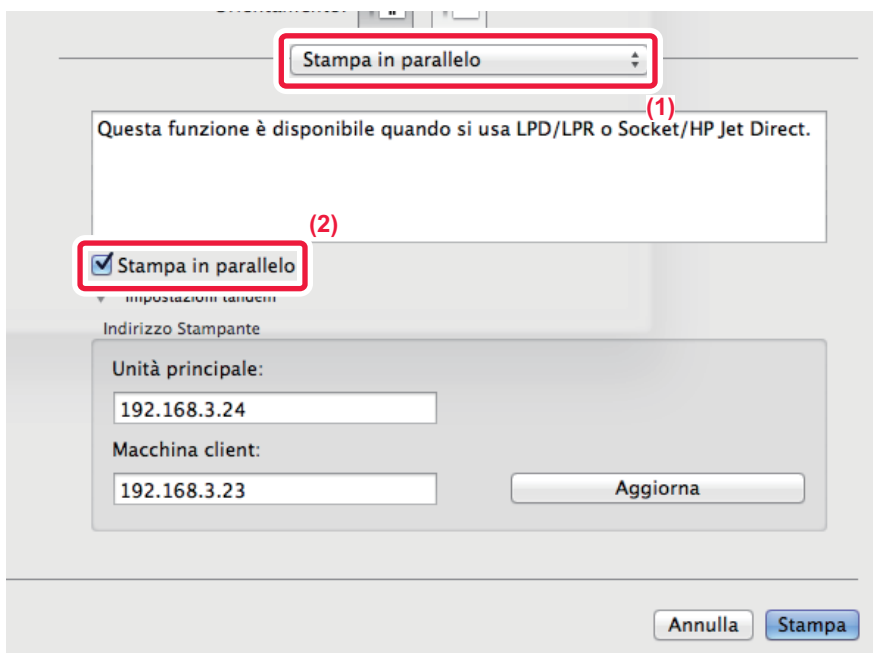 Stampa in parallelo
(1)
Questa funzione è disponibile quando si usa LPD/LPR o Socket/HP Jet Direct.
(2)
Stampa in parallelo
Impostazioni tandem
Indirizzo Stampante
Unità principale:
192.168.3.24
Macchina client:
192.168.3.23
Aggiorna
Annulla
Stampa